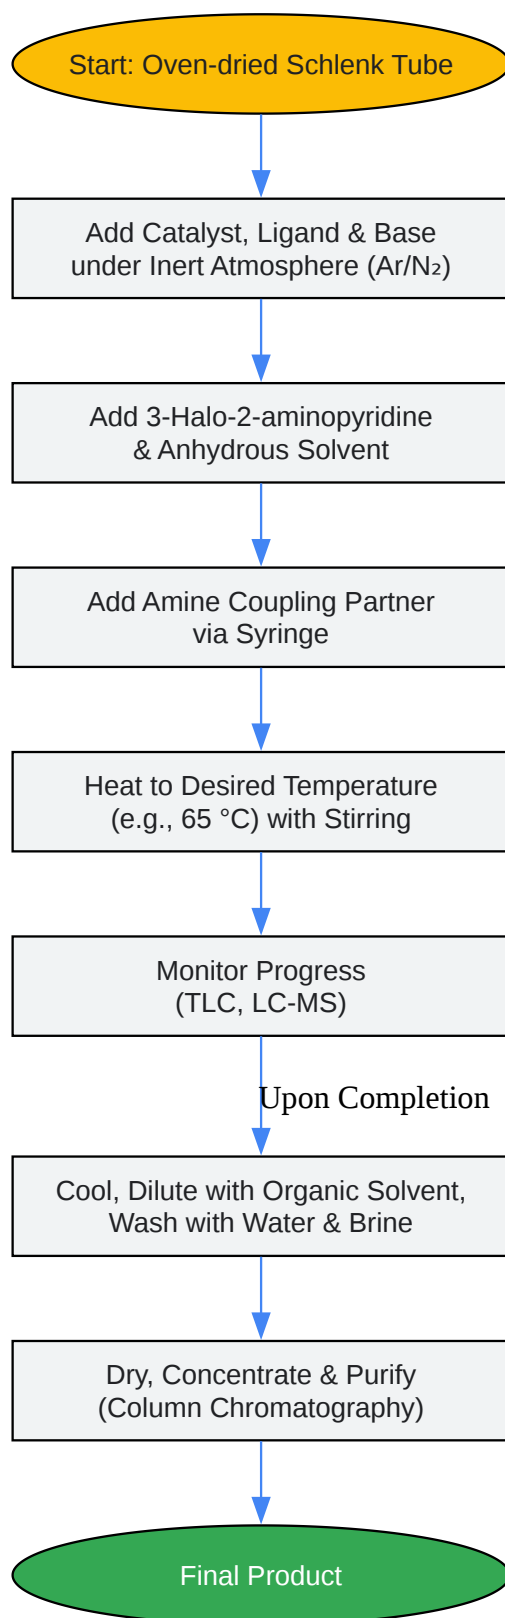 Start: Oven-dried Schlenk Tube
Add Catalyst, Ligand & Base
under Inert Atmosphere (Ar/N₂)
Add 3-Halo-2-aminopyridine
& Anhydrous Solvent
Add Amine Coupling Partner
via Syringe
Heat to Desired Temperature
(e.g., 65 °C) with Stirring
Monitor Progress
(TLC, LC-MS)
Upon Completion
Cool, Dilute with Organic Solvent,
Wash with Water & Brine
Dry, Concentrate & Purify
(Column Chromatography)
Final Product